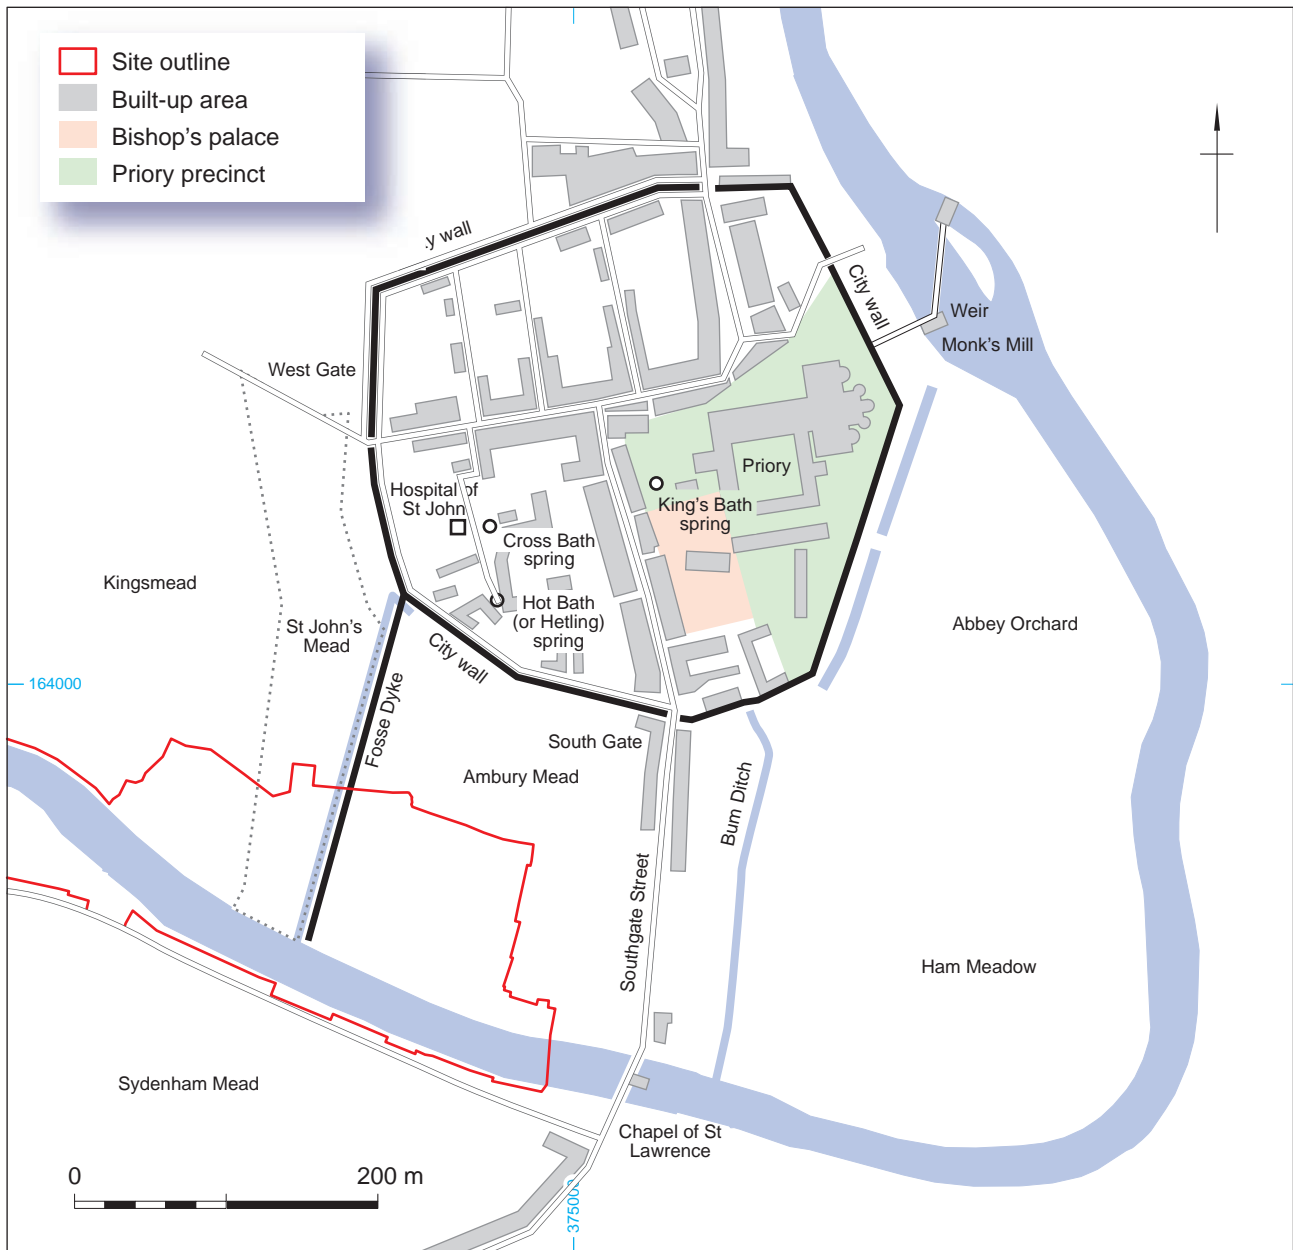 Site outline
Built-up area
Bishop's palace
Priory precinct
.y wall
City wall
Weir
Monk's Mill
West Gate
Priory
Hospital of
St John
King's Bath
spring
Cross Bath
spring
Kingsmead
Hot Bath
(or Hetling)
spring
St John's
Mead
Abbey Orchard
City wall
164000
Fosse Dyke
South Gate
Ambury Mead
Bum Ditch
Southgate Street
Ham Meadow
Sydenham Mead
Chapel of St
Lawrence
0 200 m
375000